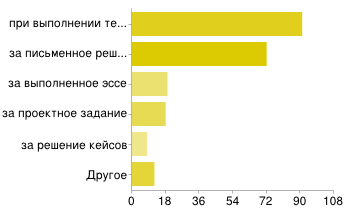 при выполнении те...
за письменное реш...
за выполненное эссе
за проектное задание
за решение кейсов
Другое
0 18 36 54 72 90 108